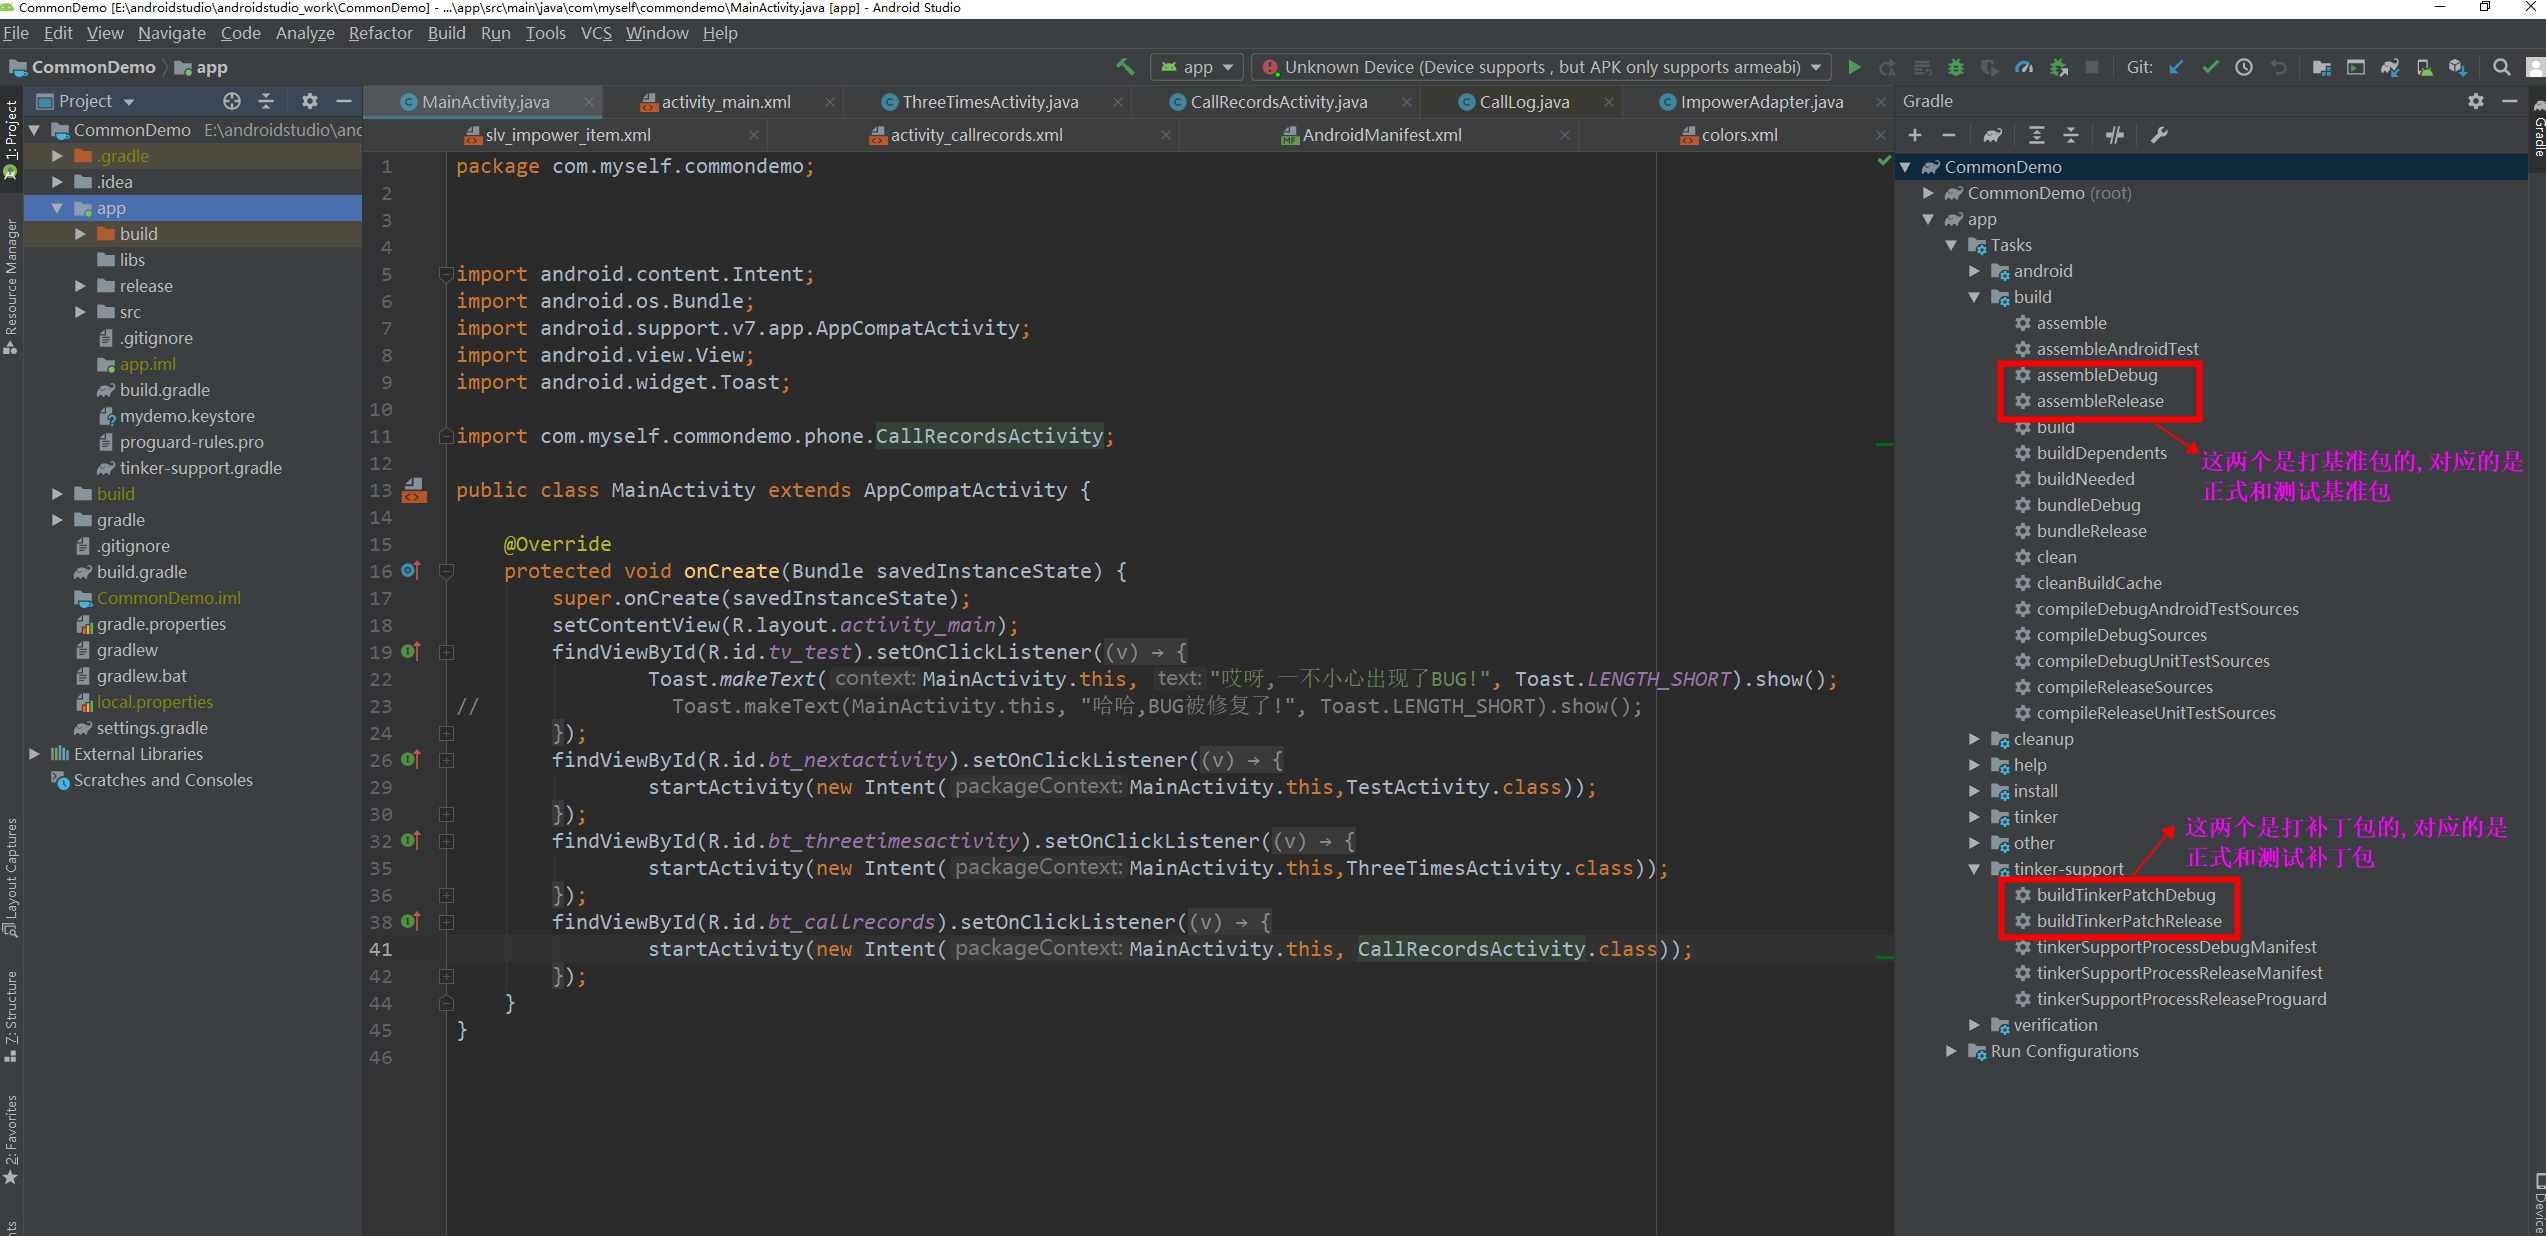 CommonDemo [E:\androidstudio\androidstudio_work\CommonDemo] - ...\app\src\main\java\com\myself\commondemo\MainActivity.java [app] - Android Studio
File Edit View Navigate Code Analyze Refactor Build Run Tools VCS Window Help
CommonDemo app
app
Unknown Device (Device supports , but APK only supports armeabi)
Git:
1: Project
Resource Manager
Layout Captures
Z: Structure
2: Favorites
Project
CommonDemo E:\androidstudio\and
.gradle
.idea
app
build
libs
release
src
.gitignore
app.iml
build.gradle
mydemo.keystore
proguard-rules.pro
tinker-support.gradle
build
gradle
.gitignore
build.gradle
CommonDemo.iml
gradle.properties
gradlew
gradlew.bat
local.properties
settings.gradle
External Libraries
Scratches and Consoles
MainActivity.java activity_main.xml ThreeTimesActivity.java CallRecordsActivity.java CallLog.java ImpowerAdapter.java
slv_impower_item.xml activity_callrecords.xml AndroidManifest.xml colors.xml
1 package com.myself.commondemo;
2
3
4
5 import android.content.Intent;
6 import android.os.Bundle;
7 import android.support.v7.app.AppCompatActivity;
8 import android.view.View;
9 import android.widget.Toast;
10
11 import com.myself.commondemo.phone.CallRecordsActivity;
12
13 public class MainActivity extends AppCompatActivity {
14
15 @Override
16 protected void onCreate(Bundle savedInstanceState) {
17 super.onCreate(savedInstanceState);
18 setContentView(R.layout.activity_main);
19 findViewById(R.id.tv_test).setOnClickListener((v) → {
22 Toast.makeText( context: MainActivity.this, text: "哎呀,一不小心出现了BUG!", Toast.LENGTH_SHORT).show();
23 // Toast.makeText(MainActivity.this, "哈哈,BUG被修复了!", Toast.LENGTH_SHORT).show();
24 });
26 findViewById(R.id.bt_nextactivity).setOnClickListener((v) → {
29 startActivity(new Intent( packageContext: MainActivity.this,TestActivity.class));
30 });
32 findViewById(R.id.bt_threetimesactivity).setOnClickListener((v) → {
35 startActivity(new Intent( packageContext: MainActivity.this,ThreeTimesActivity.class));
36 });
38 findViewById(R.id.bt_callrecords).setOnClickListener((v) → {
41 startActivity(new Intent( packageContext: MainActivity.this, CallRecordsActivity.class));
42 });
44 }
45 }
46
Gradle
CommonDemo
CommonDemo (root)
app
Tasks
android
build
assemble
assembleAndroidTest
assembleDebug
assembleRelease
build
buildDependents
buildNeeded
bundleDebug
bundleRelease
clean
cleanBuildCache
compileDebugAndroidTestSources
compileDebugSources
compileDebugUnitTestSources
compileReleaseSources
compileReleaseUnitTestSources
cleanup
help
install
tinker
other
tinker-support
buildTinkerPatchDebug
buildTinkerPatchRelease
tinkerSupportProcessDebugManifest
tinkerSupportProcessReleaseManifest
tinkerSupportProcessReleaseProguard
verification
Run Configurations
这两个是打基准包的,对应的是
正式和测试基准包
这两个是打补丁包的,对应的是
正式和测试补丁包
Gradle